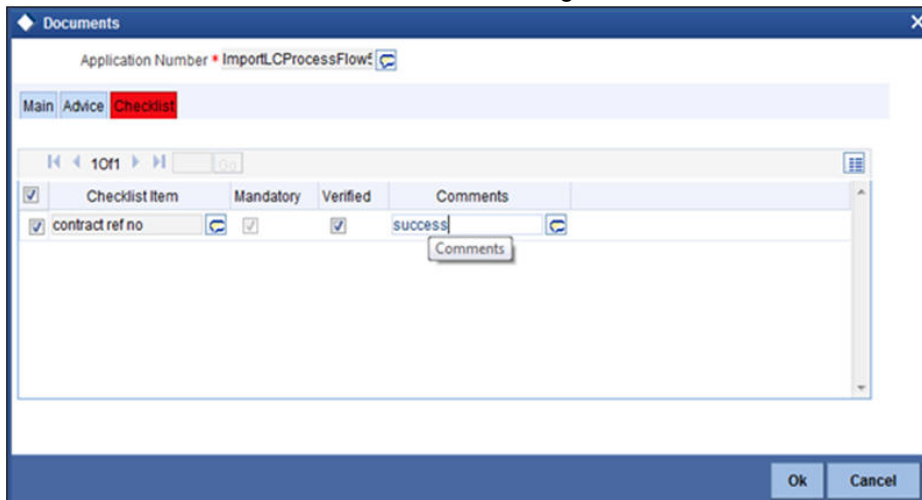 Documents
Application Number * ImportLCProcessFlow
Main Advice Checklist
1Of1 Go
Checklist Item Mandatory Verified Comments
contract ref no success
Comments
Ok Cancel